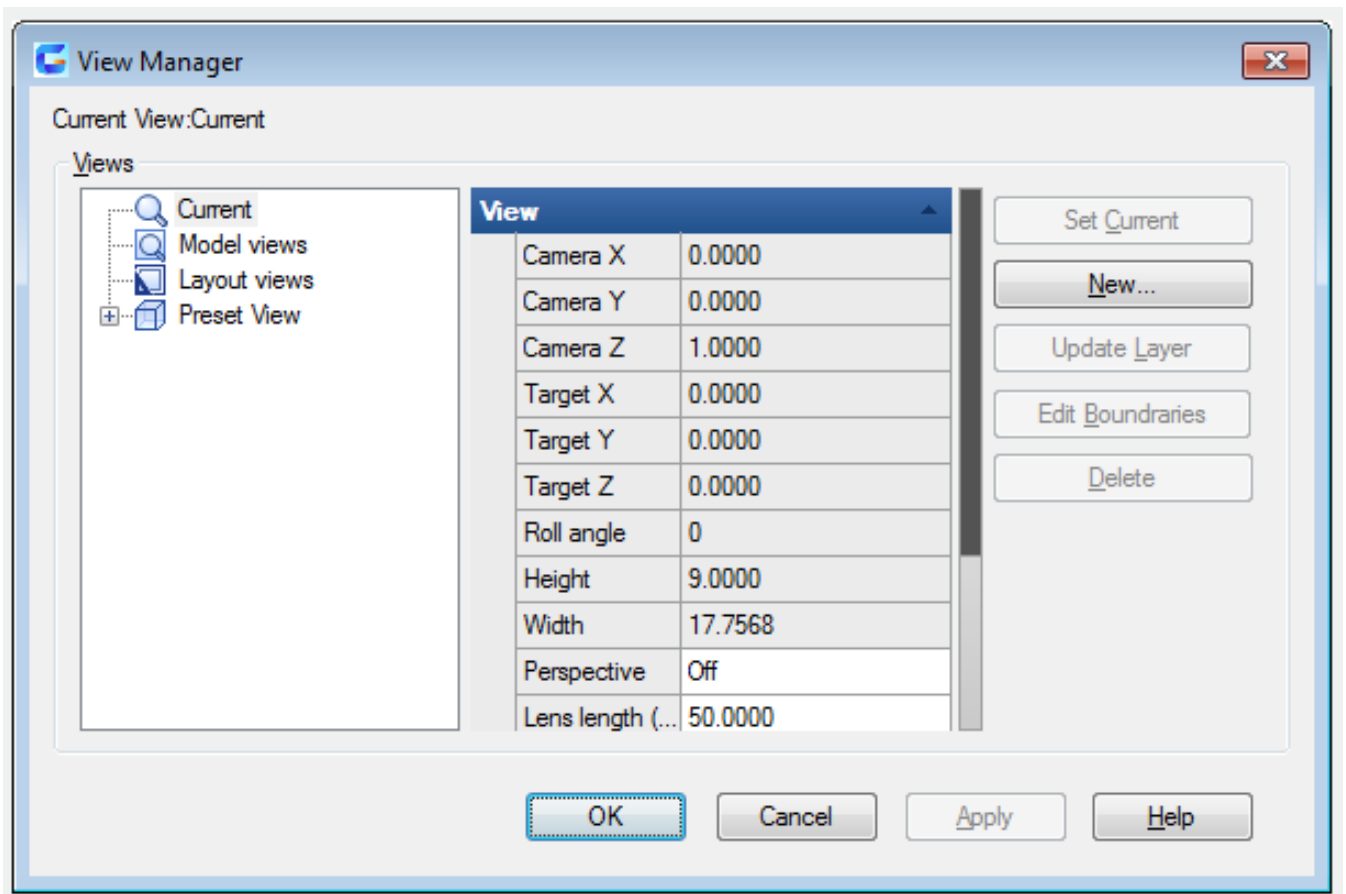 View Manager
Current View:Current
Views
Current
Model views
Layout views
Preset View
View
Camera X 0.0000
Camera Y 0.0000
Camera Z 1.0000
Target X 0.0000
Target Y 0.0000
Target Z 0.0000
Roll angle 0
Height 9.0000
Width 17.7568
Perspective Off
Lens length (... 50.0000
Set Current
New...
Update Layer
Edit Boundraries
Delete
OK Cancel Apply Help